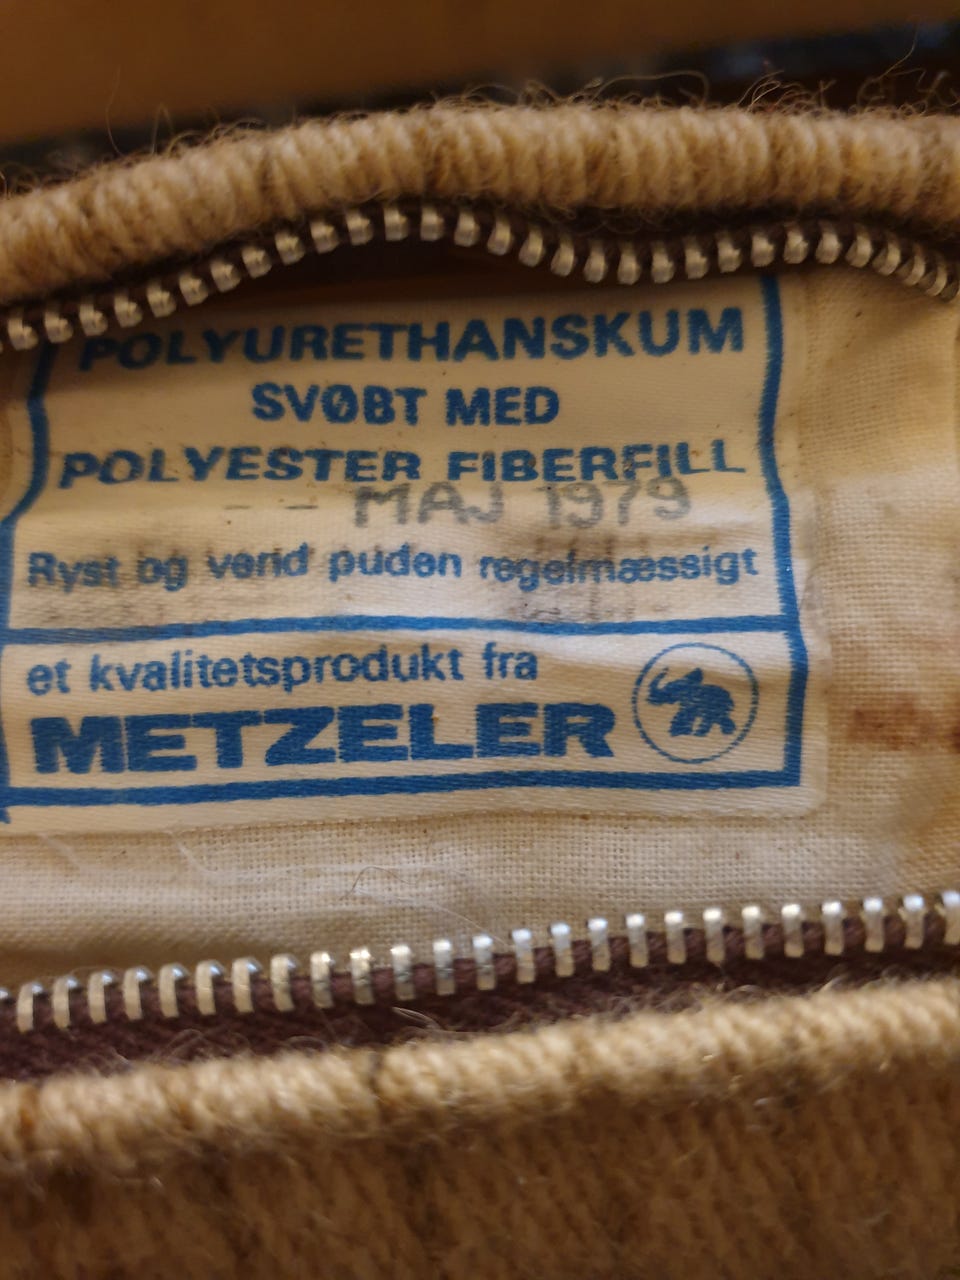 POLYURETHANSKUM
SVØBT MED
POLYESTER FIBERFILL
-- MAJ 1979
Ryst og vend puden regelmæssigt
et kvalitetsprodukt fra
METZELER